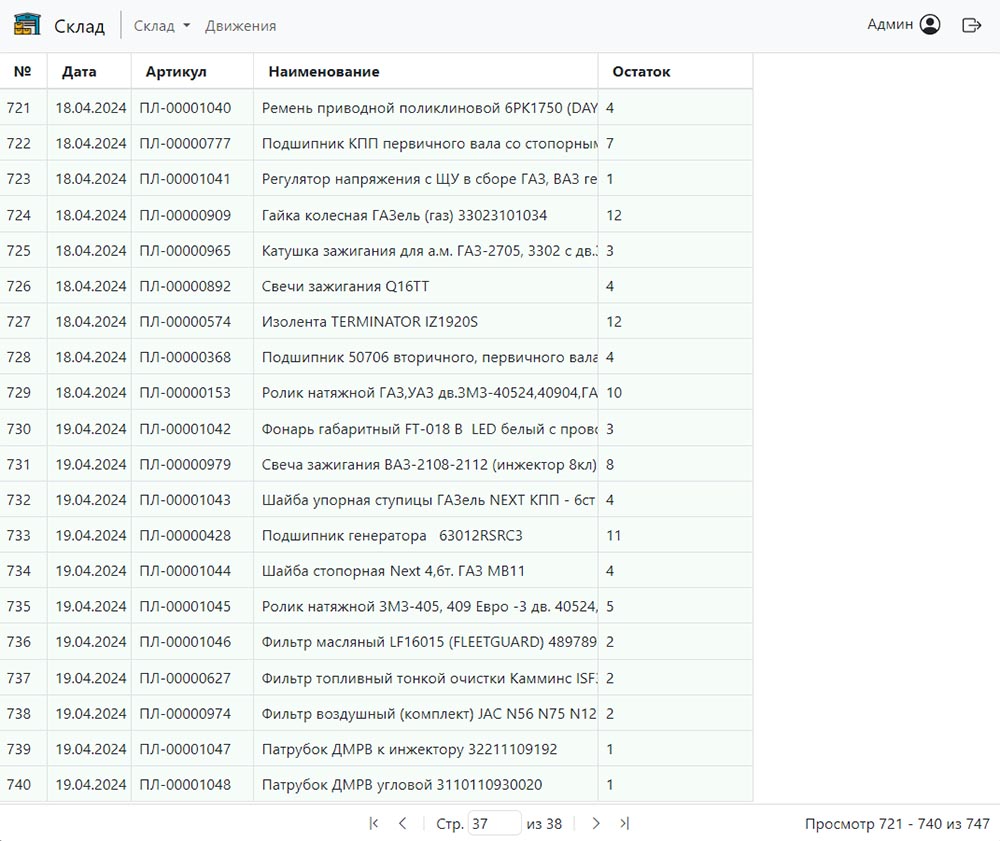 Склад Склад Движения Админ
№ Дата Артикул Наименование Остаток
721 18.04.2024 ПЛ-00001040 Ремень приводной поликлиновой 6PK1750 (DAY 4
722 18.04.2024 ПЛ-00000777 Подшипник КПП первичного вала со стопорным 7
723 18.04.2024 ПЛ-00001041 Регулятор напряжения с ЩУ в сборе ГАЗ, ВАЗ ге 1
724 18.04.2024 ПЛ-00000909 Гайка колесная ГАЗель (газ) 33023101034 12
725 18.04.2024 ПЛ-00000965 Катушка зажигания для а.м. ГАЗ-2705, 3302 с дв. 3
726 18.04.2024 ПЛ-00000892 Свечи зажигания Q16TT 4
727 18.04.2024 ПЛ-00000574 Изолента TERMINATOR IZ1920S 12
728 18.04.2024 ПЛ-00000368 Подшипник 50706 вторичного, первичного вала 4
729 18.04.2024 ПЛ-00000153 Ролик натяжной ГАЗ,УАЗ дв.ЗМЗ-40524,40904,ГА 10
730 19.04.2024 ПЛ-00001042 Фонарь габаритный FT-018 B LED белый с прово 3
731 19.04.2024 ПЛ-00000979 Свеча зажигания ВАЗ-2108-2112 (инжектор 8кл) 8
732 19.04.2024 ПЛ-00001043 Шайба упорная ступицы ГАЗель NEXT КПП - 6ст 4
733 19.04.2024 ПЛ-00000428 Подшипник генератора 63012RSRC3 11
734 19.04.2024 ПЛ-00001044 Шайба стопорная Next 4,6т. ГАЗ МВ11 4
735 19.04.2024 ПЛ-00001045 Ролик натяжной ЗМЗ-405, 409 Евро -3 дв. 40524, 5
736 19.04.2024 ПЛ-00001046 Фильтр масляный LF16015 (FLEETGUARD) 489789 2
737 19.04.2024 ПЛ-00000627 Фильтр топливный тонкой очистки Камминс ISF 2
738 19.04.2024 ПЛ-00000974 Фильтр воздушный (комплект) JAC N56 N75 N12 2
739 19.04.2024 ПЛ-00001047 Патрубок ДМРВ к инжектору 32211109192 1
740 19.04.2024 ПЛ-00001048 Патрубок ДМРВ угловой 3110110930020 1
Стр. 37 из 38 Просмотр 721 - 740 из 747